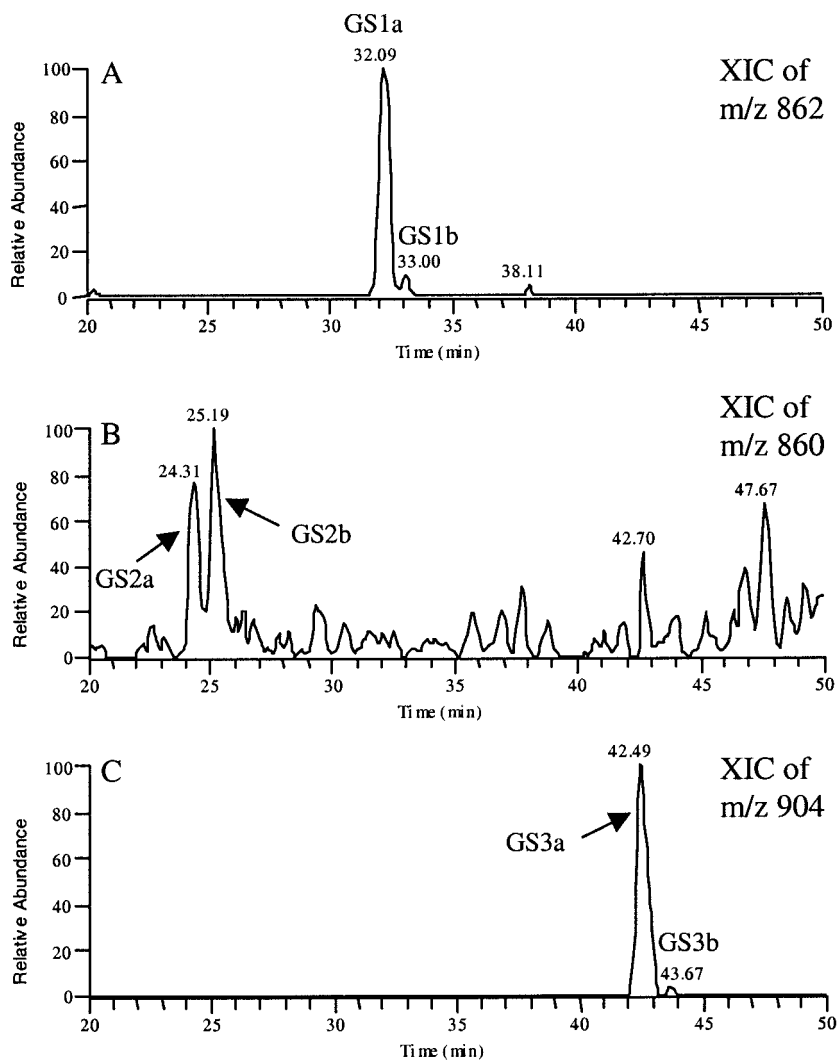 GS1a
32.09
A
XIC of
m/z 862
100
80
60
40
20
0
Relative Abundance
GS1b
33.00
38.11
20 25 30 35 40 45 50
Time (min)
25.19
B
XIC of
m/z 860
100
80
60
40
20
0
Relative Abundance
24.31
GS2b
GS2a
42.70
47.67
20 25 30 35 40 45 50
Time (min)
42.49
C
XIC of
m/z 904
100
80
60
40
20
0
Relative Abundance
GS3a
GS3b
43.67
20 25 30 35 40 45 50
Time (min)